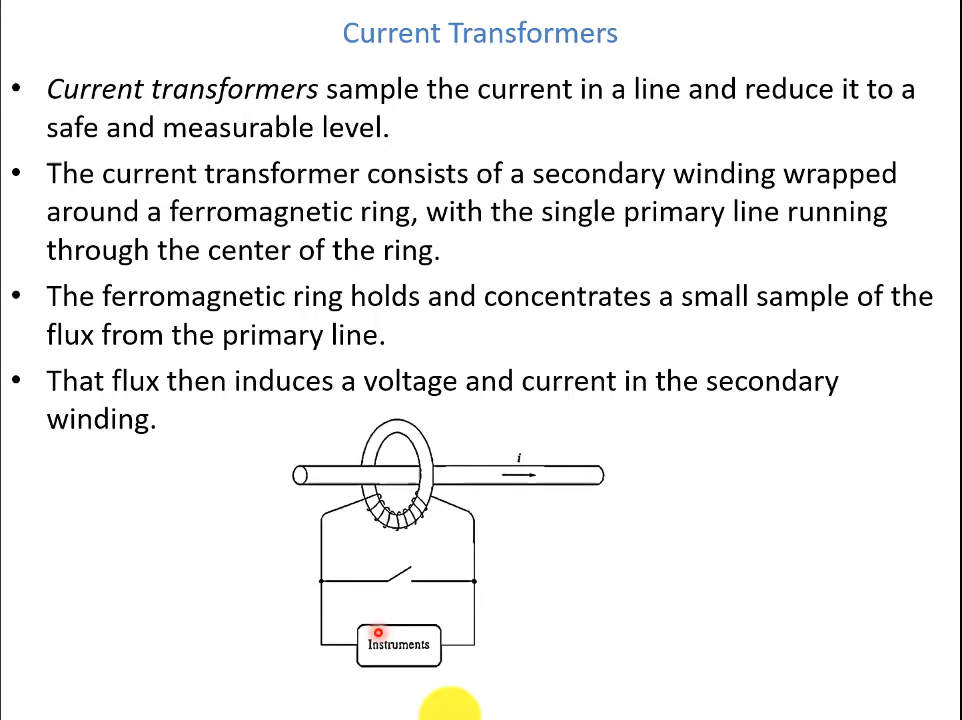 Current Transformers
• Current transformers sample the current in a line and reduce it to a
safe and measurable level.
• The current transformer consists of a secondary winding wrapped
around a ferromagnetic ring, with the single primary line running
through the center of the ring.
• The ferromagnetic ring holds and concentrates a small sample of the
flux from the primary line.
• That flux then induces a voltage and current in the secondary
winding.
i
Instruments